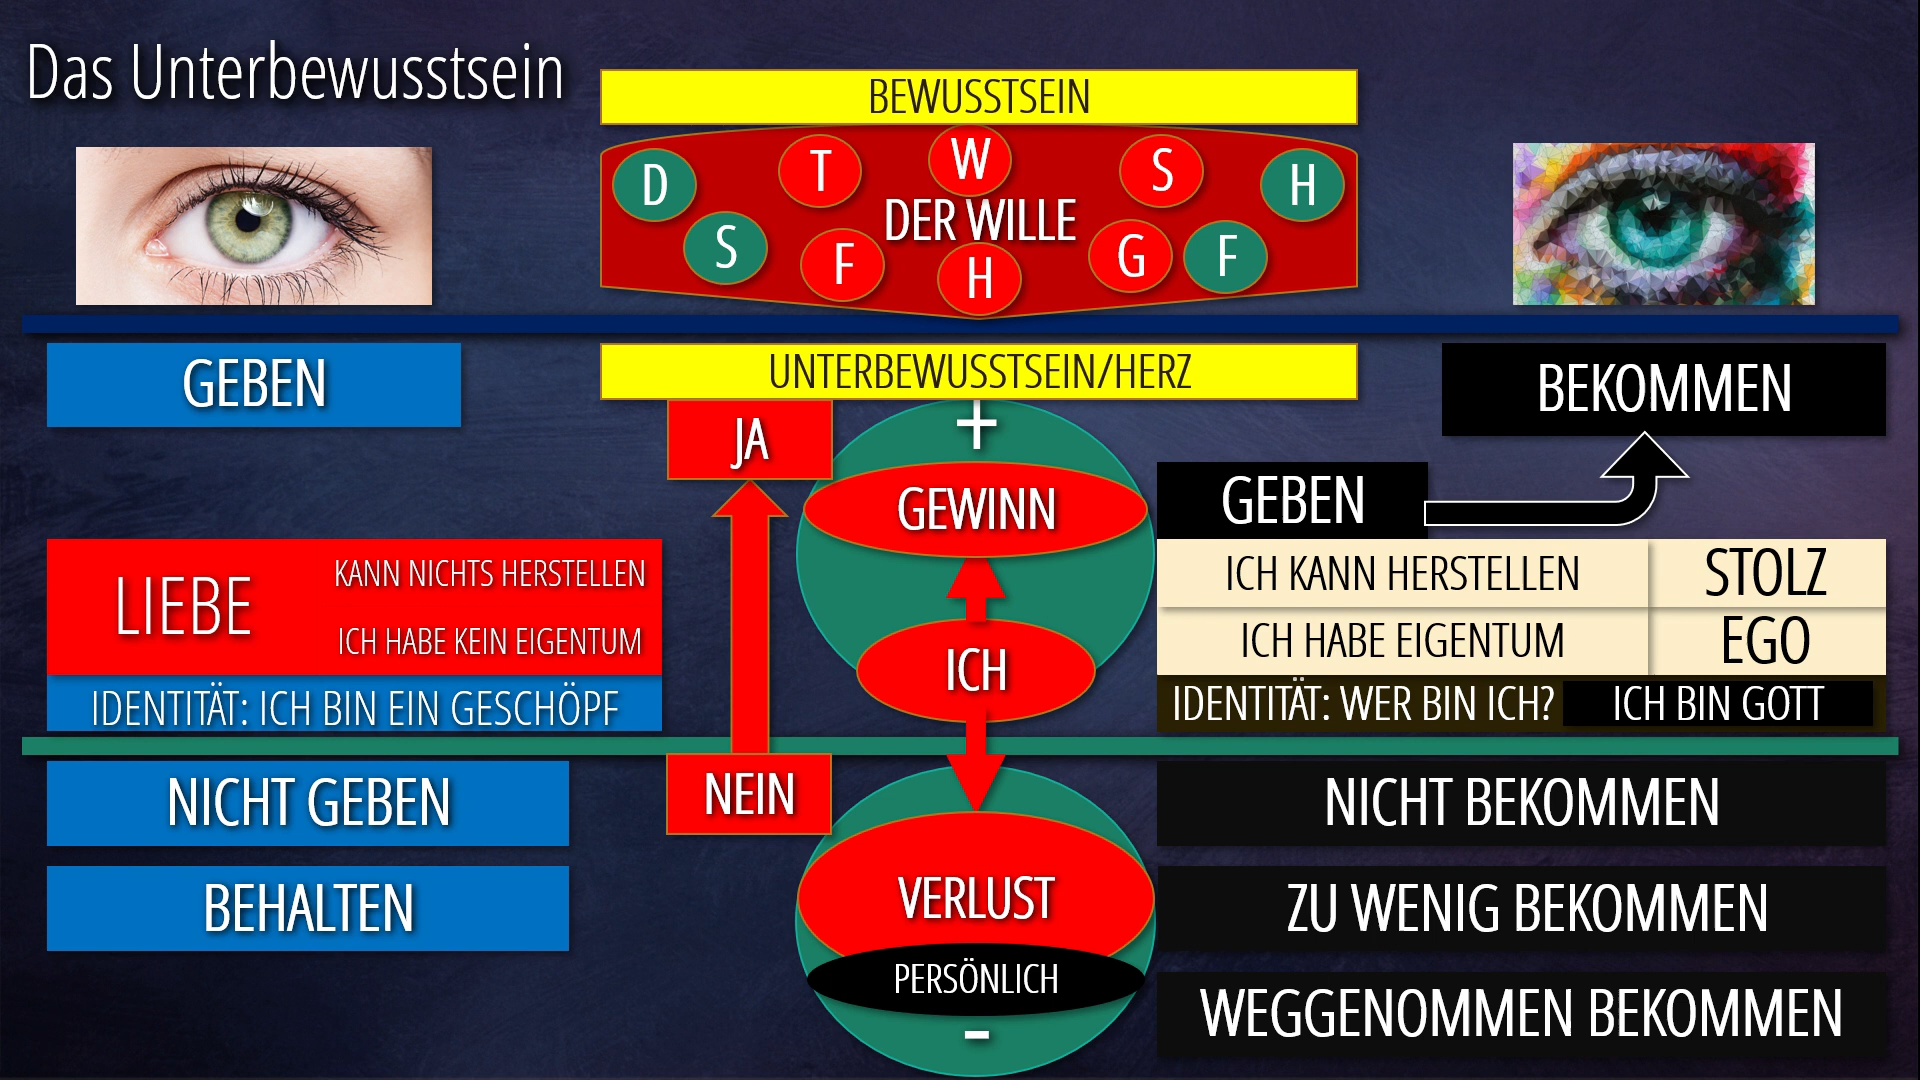 Das Unterbewusstsein
BEWUSSTSEIN
D
T
W
S
H
DER WILLE
S
F
H
G
F
GEBEN
UNTERBEWUSSTSEIN/HERZ
BEKOMMEN
JA
+
GEWINN
GEBEN
LIEBE
KANN NICHTS HERSTELLEN
ICH HABE KEIN EIGENTUM
IDENTITÄT: ICH BIN EIN GESCHÖPF
ICH
ICH KANN HERSTELLEN
STOLZ
ICH HABE EIGENTUM
EGO
IDENTITÄT: WER BIN ICH?
ICH BIN GOTT
NICHT GEBEN
NEIN
NICHT BEKOMMEN
BEHALTEN
VERLUST
ZU WENIG BEKOMMEN
PERSÖNLICH
-
WEGGENOMMEN BEKOMMEN